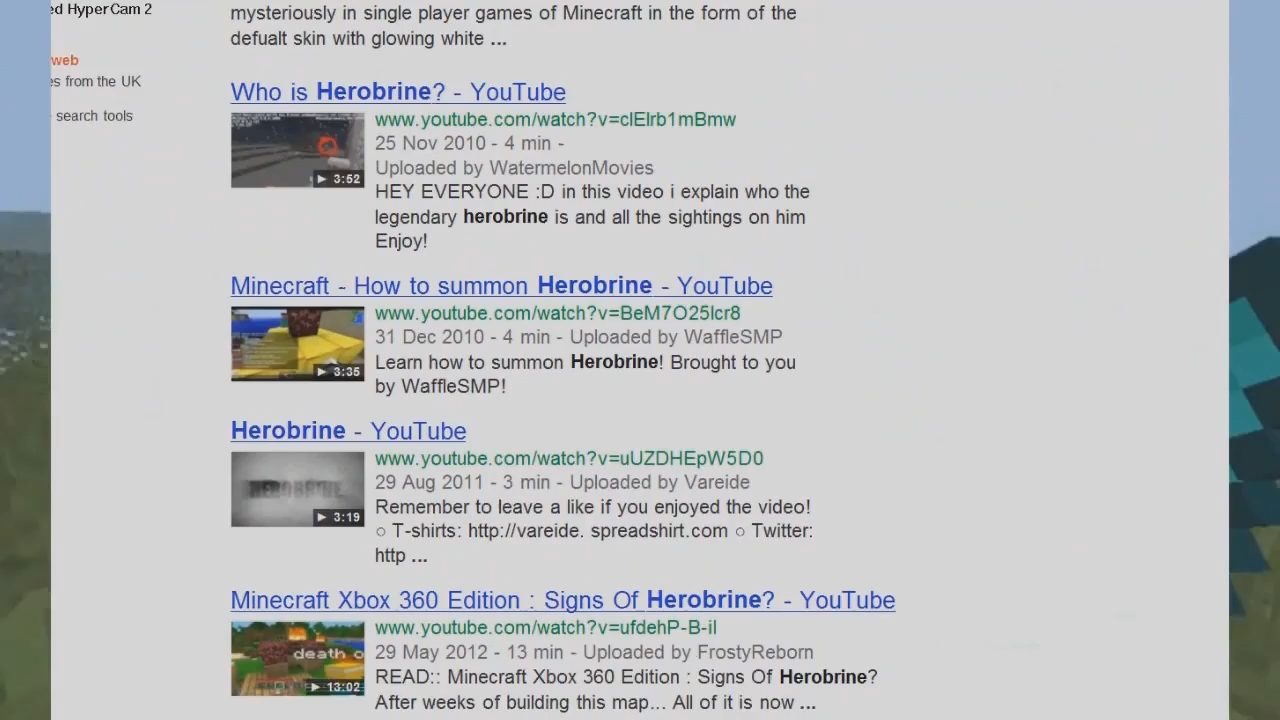 ed HyperCam 2
web
es from the UK
search tools
mysteriously in single player games of Minecraft in the form of the
defualt skin with glowing white ...
Who is Herobrine? - YouTube
www.youtube.com/watch?v=clElrb1mBmw
25 Nov 2010 - 4 min -
Uploaded by WatermelonMovies
HEY EVERYONE :D in this video i explain who the
legendary herobrine is and all the sightings on him
Enjoy!
3:52
Minecraft - How to summon Herobrine - YouTube
www.youtube.com/watch?v=BeM7O25lcr8
31 Dec 2010 - 4 min - Uploaded by WaffleSMP
Learn how to summon Herobrine! Brought to you
by WaffleSMP!
3:35
Herobrine - YouTube
www.youtube.com/watch?v=uUZDHEpW5D0
29 Aug 2011 - 3 min - Uploaded by Vareide
Remember to leave a like if you enjoyed the video!
○ T-shirts: http://vareide. spreadshirt.com ○ Twitter:
http ...
HEROBRINE
3:19
Minecraft Xbox 360 Edition : Signs Of Herobrine? - YouTube
www.youtube.com/watch?v=ufdehP-B-iI
29 May 2012 - 13 min - Uploaded by FrostyReborn
READ:: Minecraft Xbox 360 Edition : Signs Of Herobrine?
After weeks of building this map... All of it is now ...
death o
13:02